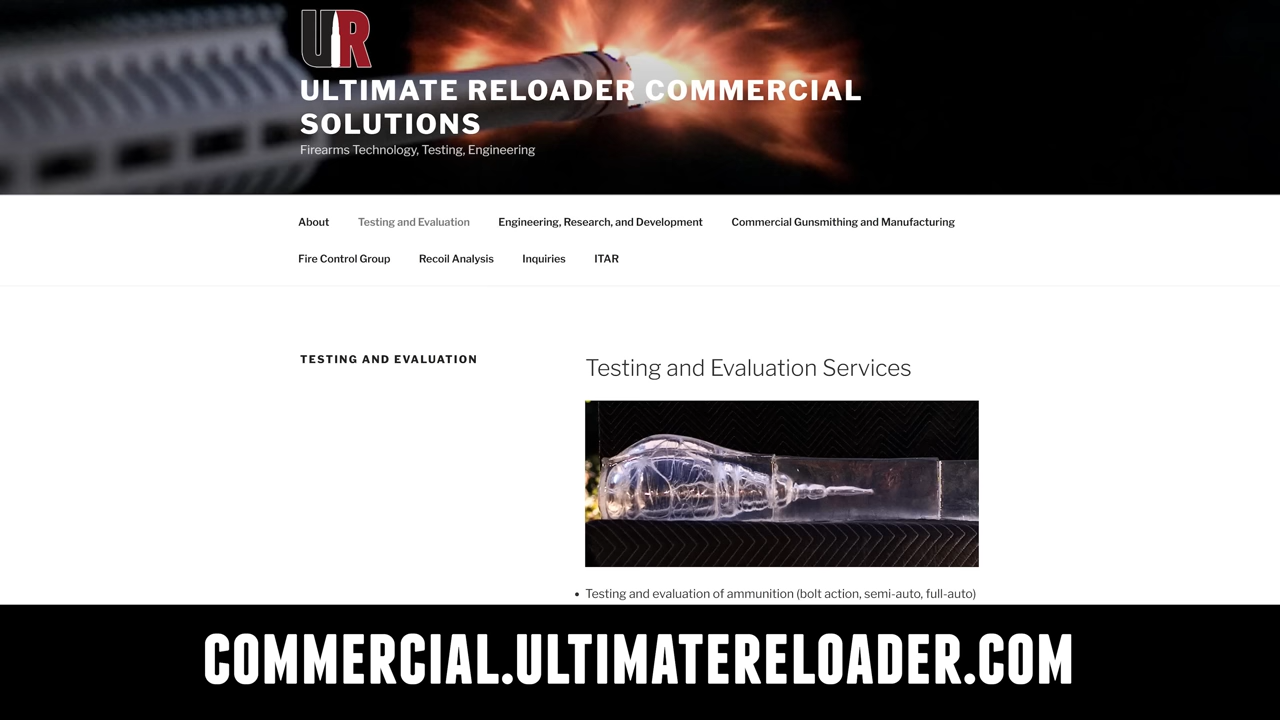 UR
ULTIMATE RELOADER COMMERCIAL
SOLUTIONS
Firearms Technology, Testing, Engineering
About Testing and Evaluation Engineering, Research, and Development Commercial Gunsmithing and Manufacturing
Fire Control Group Recoil Analysis Inquiries ITAR
TESTING AND EVALUATION
Testing and Evaluation Services
• Testing and evaluation of ammunition (bolt action, semi-auto, full-auto)
COMMERCIAL.ULTIMATERELOADER.COM